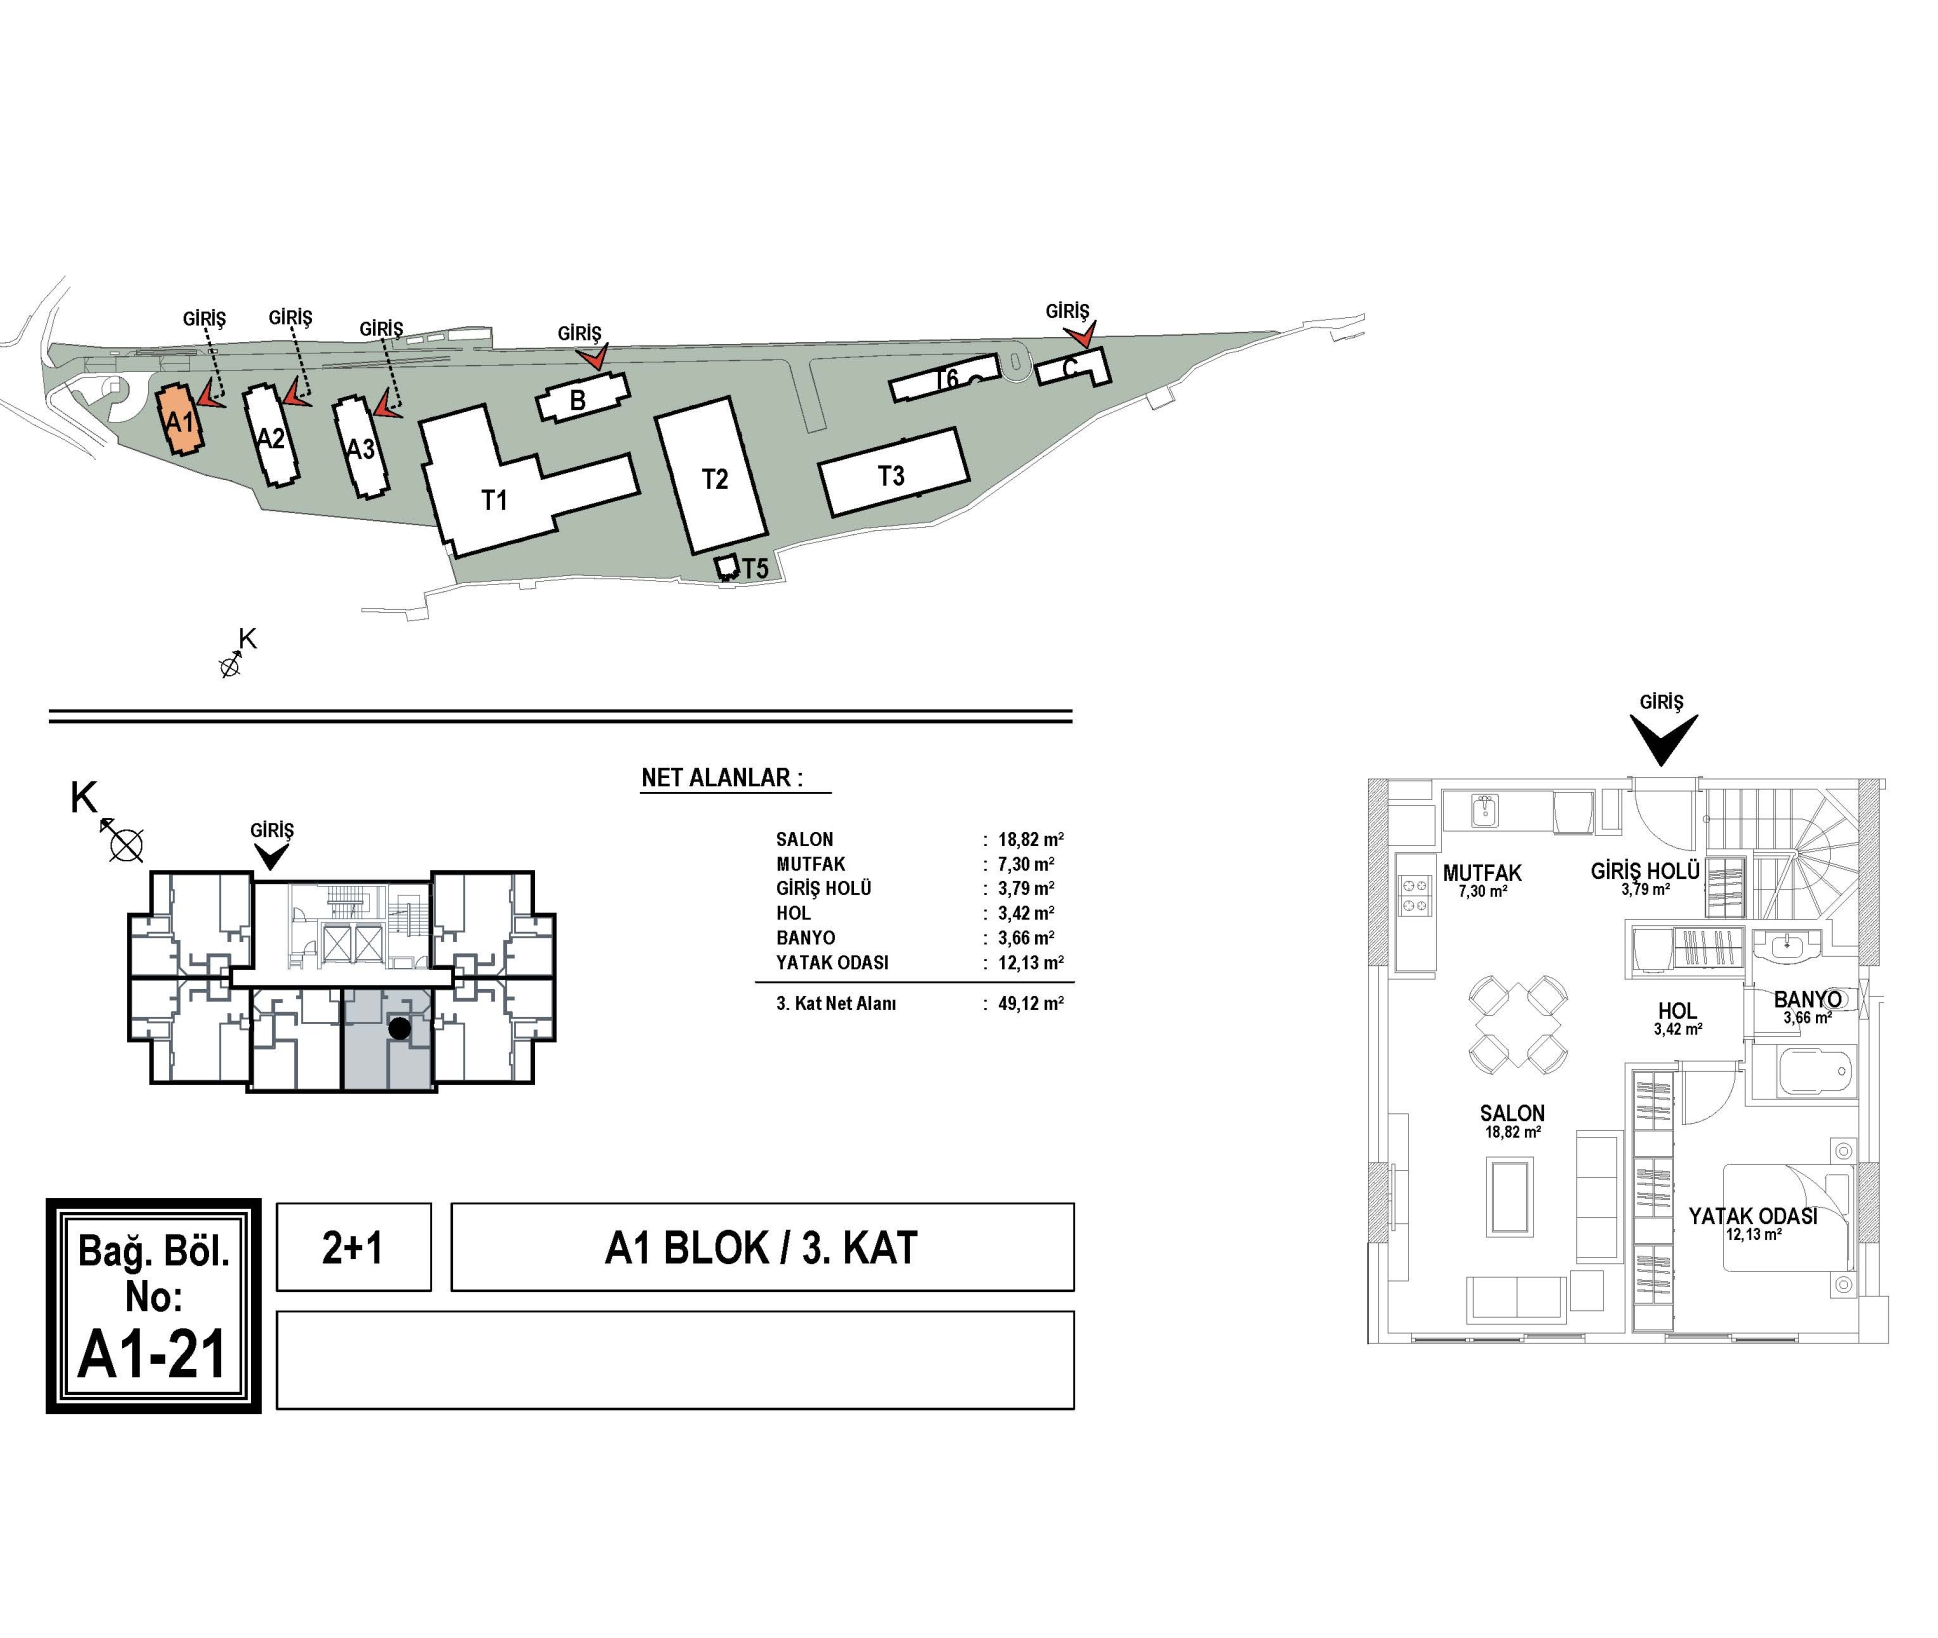 GİRİŞ
GİRİŞ
GİRİŞ
GİRİŞ
GİRİŞ
A1
A2
A3
B
T6
C
T1
T2
T3
T5
K
GİRİŞ
K
GİRİŞ
NET ALANLAR :
SALON : 18,82 m²
MUTFAK : 7,30 m²
GİRİŞ HOLÜ : 3,79 m²
HOL : 3,42 m²
BANYO : 3,66 m²
YATAK ODASI : 12,13 m²
3. Kat Net Alanı : 49,12 m²
MUTFAK
7,30 m²
GİRİŞ HOLÜ
3,79 m²
HOL
3,42 m²
BANYO
3,66 m²
SALON
18,82 m²
YATAK ODASI
12,13 m²
Bağ. Böl.
No:
A1-21
2+1
A1 BLOK / 3. KAT